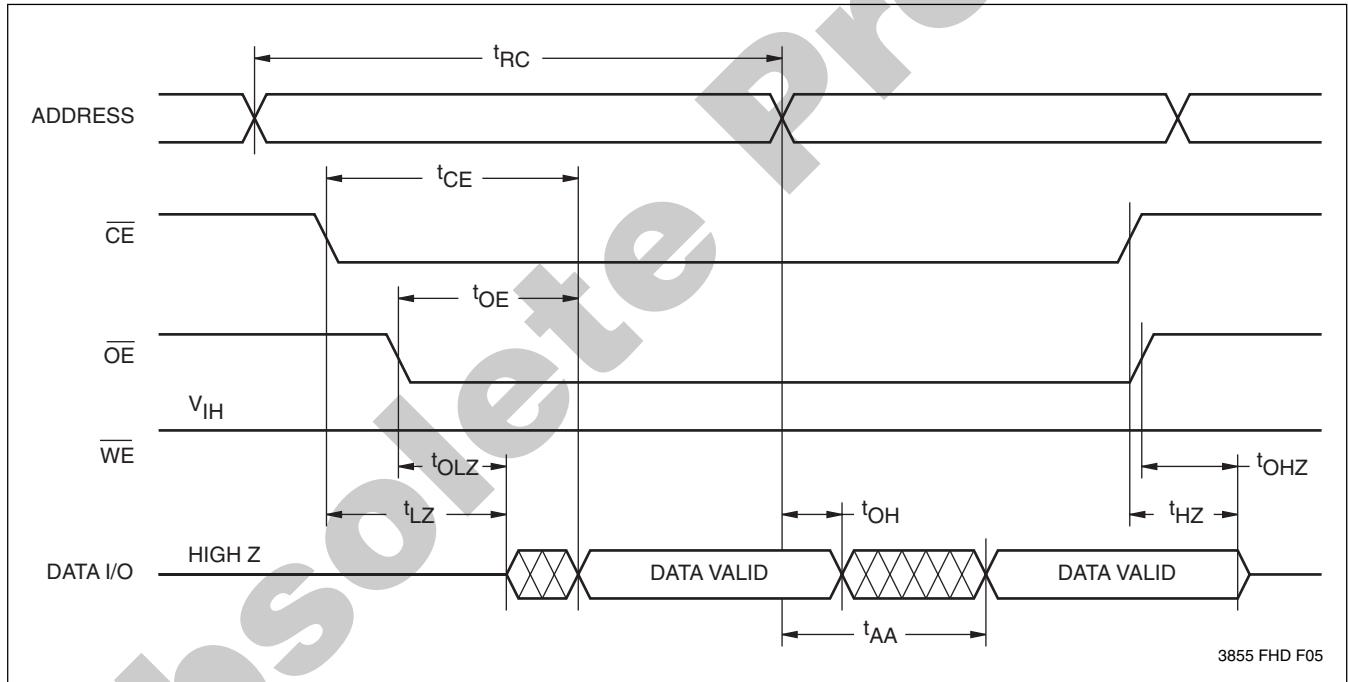 tRC
ADDRESS
tCE
CE
tOE
OE
VIH
WE
tOLZ
tOHZ
tLZ
tOH
tHZ
DATA I/O
HIGH Z
DATA VALID
DATA VALID
tAA
3855 FHD F05
bsolete Pro